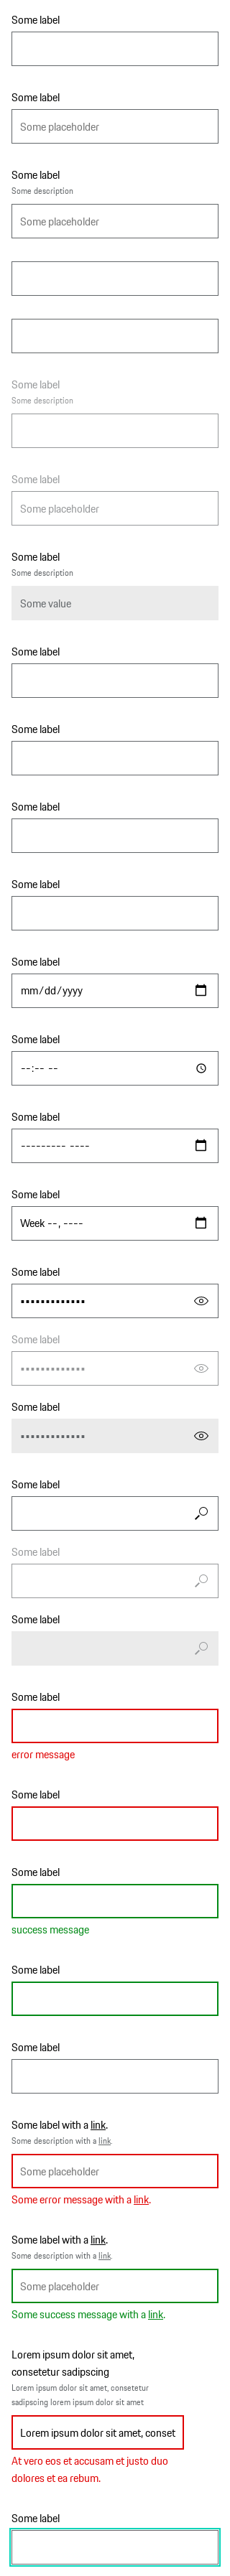 Some label
Some label
Some placeholder
Some label
Some description
Some placeholder
Some label
Some description
Some label
Some placeholder
Some label
Some description
Some value
Some label
Some label
Some label
Some label
Some label
mm/dd/yyyy
Some label
--:-- --
Some label
--------- ----
Some label
Week --, ----
Some label
•••••••••••••
Some label
•••••••••••••
Some label
•••••••••••••
Some label
Some label
Some label
Some label
error message
Some label
Some label
success message
Some label
Some label
Some label with a link.
Some description with a link.
Some placeholder
Some error message with a link.
Some label with a link.
Some description with a link.
Some placeholder
Some success message with a link.
Lorem ipsum dolor sit amet,
consetetur sadipscing
Lorem ipsum dolor sit amet, consetetur
sadipscing lorem ipsum dolor sit amet
Lorem ipsum dolor sit amet, conset
At vero eos et accusam et justo duo
dolores et ea rebum.
Some label